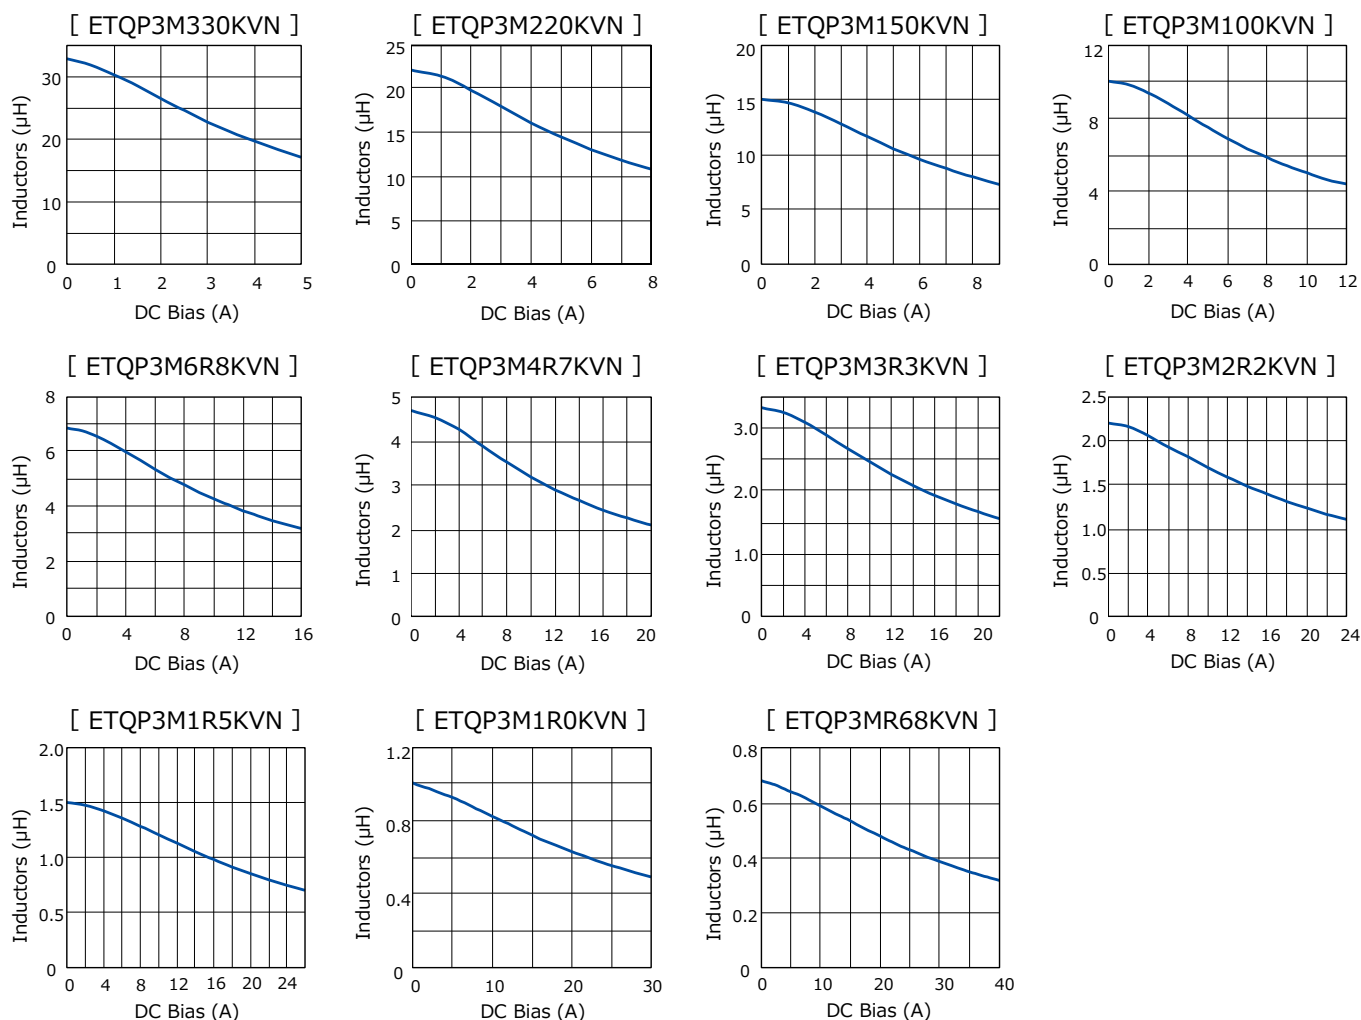 [ ETQP3M330KVN ]
Inductors (µH)
30
20
10
0
0 1 2 3 4 5
DC Bias (A)
[ ETQP3M220KVN ]
Inductors (µH)
25
20
15
10
5
0
0 2 4 6 8
DC Bias (A)
[ ETQP3M150KVN ]
Inductors (µH)
20
15
10
5
0
0 2 4 6 8
DC Bias (A)
[ ETQP3M100KVN ]
Inductors (µH)
12
8
4
0
0 2 4 6 8 10 12
DC Bias (A)
[ ETQP3M6R8KVN ]
Inductors (µH)
8
6
4
2
0
0 4 8 12 16
DC Bias (A)
[ ETQP3M4R7KVN ]
Inductors (µH)
5
4
3
2
1
0
0 4 8 12 16 20
DC Bias (A)
[ ETQP3M3R3KVN ]
Inductors (µH)
3.0
2.0
1.0
0
0 4 8 12 16 20
DC Bias (A)
[ ETQP3M2R2KVN ]
Inductors (µH)
2.5
2.0
1.5
1.0
0.5
0
0 4 8 12 16 20 24
DC Bias (A)
[ ETQP3M1R5KVN ]
Inductors (µH)
2.0
1.5
1.0
0.5
0
0 4 8 12 16 20 24
DC Bias (A)
[ ETQP3M1R0KVN ]
Inductors (µH)
1.2
0.8
0.4
0
0 10 20 30
DC Bias (A)
[ ETQP3MR68KVN ]
Inductors (µH)
0.8
0.6
0.4
0.2
0
0 10 20 30 40
DC Bias (A)